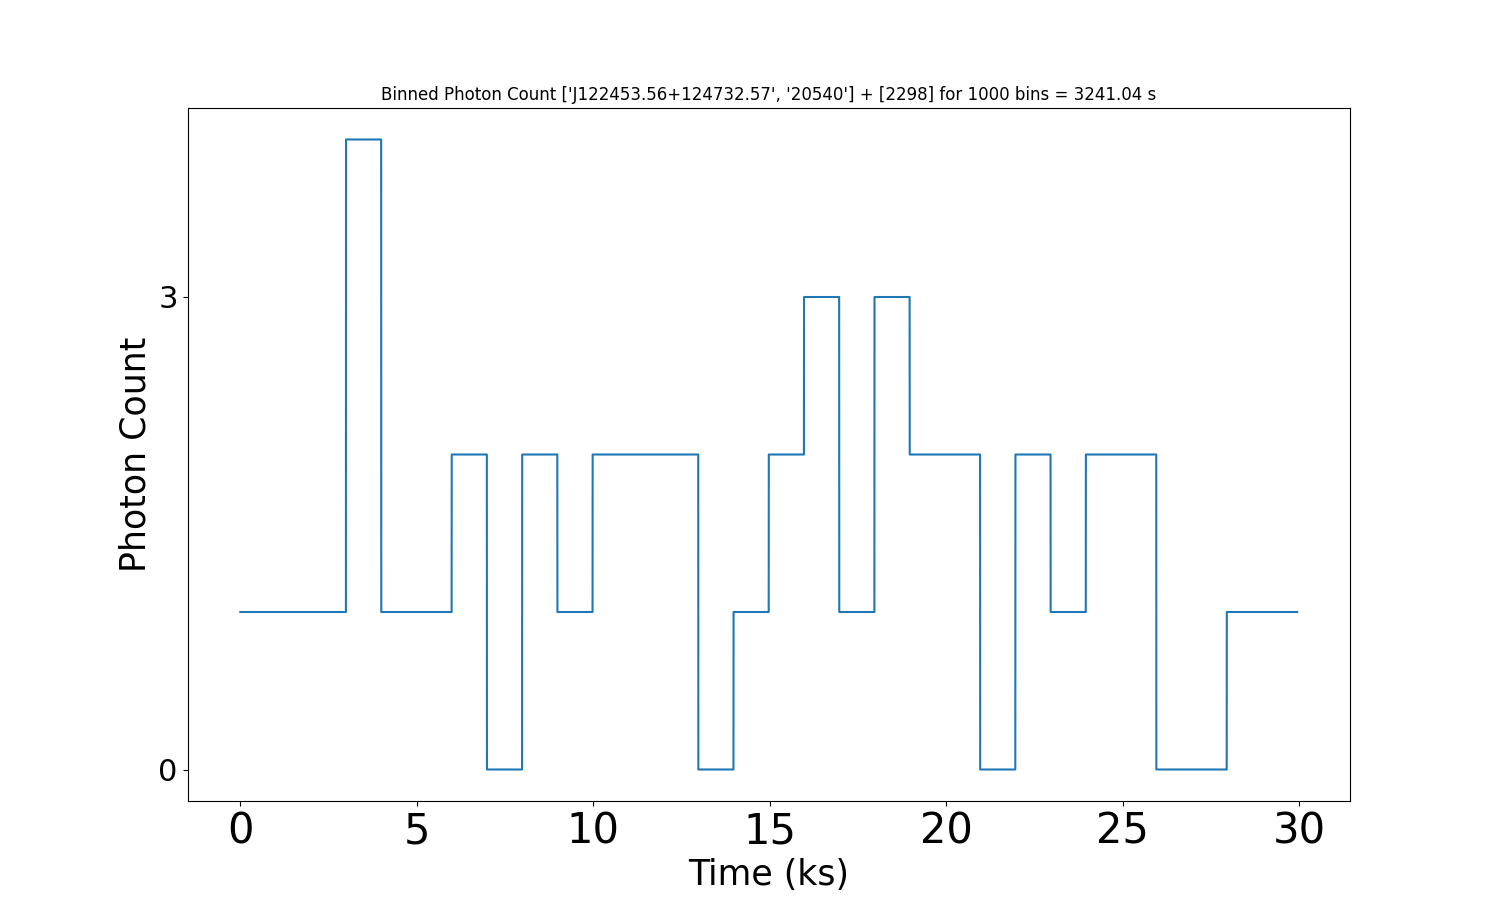 Binned Photon Count ['J122453.56+124732.57', '20540'] + [2298] for 1000 bins = 3241.04 s
3
Photon Count
0
0 5 10 15 20 25 30
Time (ks)